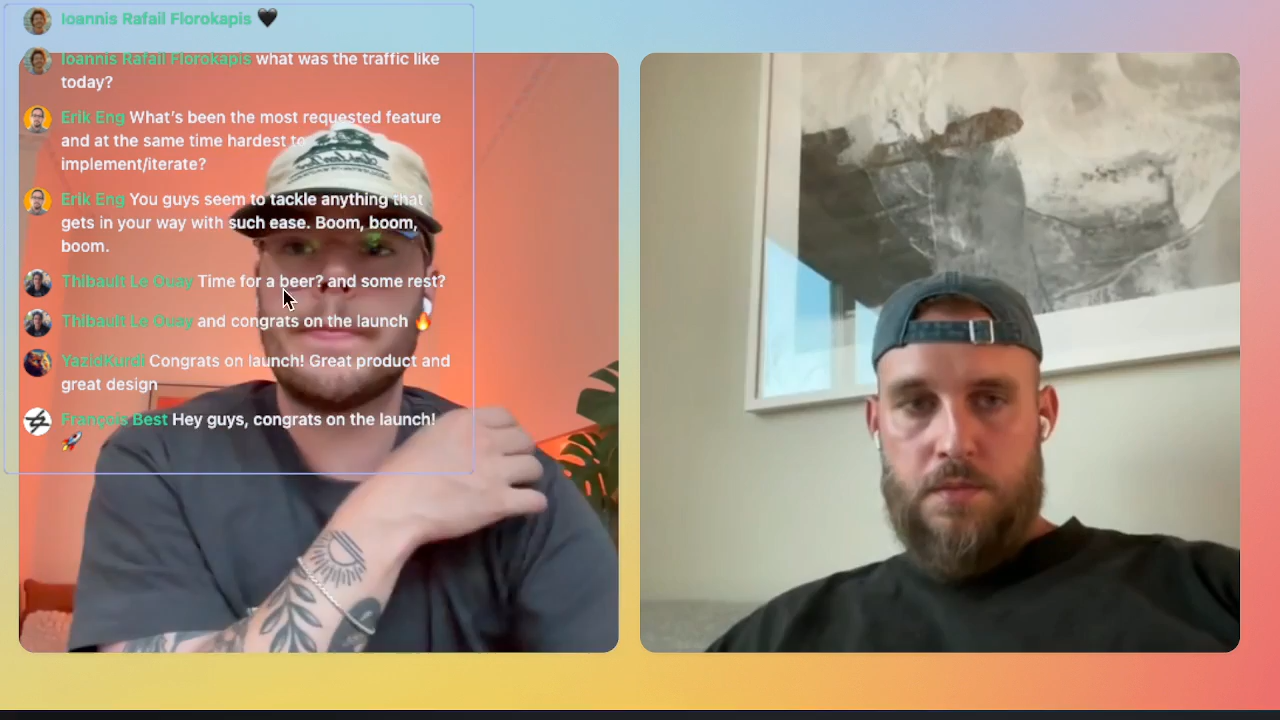 Ioannis Rafail Florokapis 🖤
Ioannis Rafail Florokapis what was the traffic like
today?
Erik Eng What's been the most requested feature
and at the same time hardest to
implement/iterate?
Erik Eng You guys seem to tackle anything that
gets in your way with such ease. Boom, boom,
boom.
Thibault Le Ouay Time for a beer? and some rest?
Thibault Le Ouay and congrats on the launch 🔥
YazidKurdi Congrats on launch! Great product and
great design
François Best Hey guys, congrats on the launch!
🚀